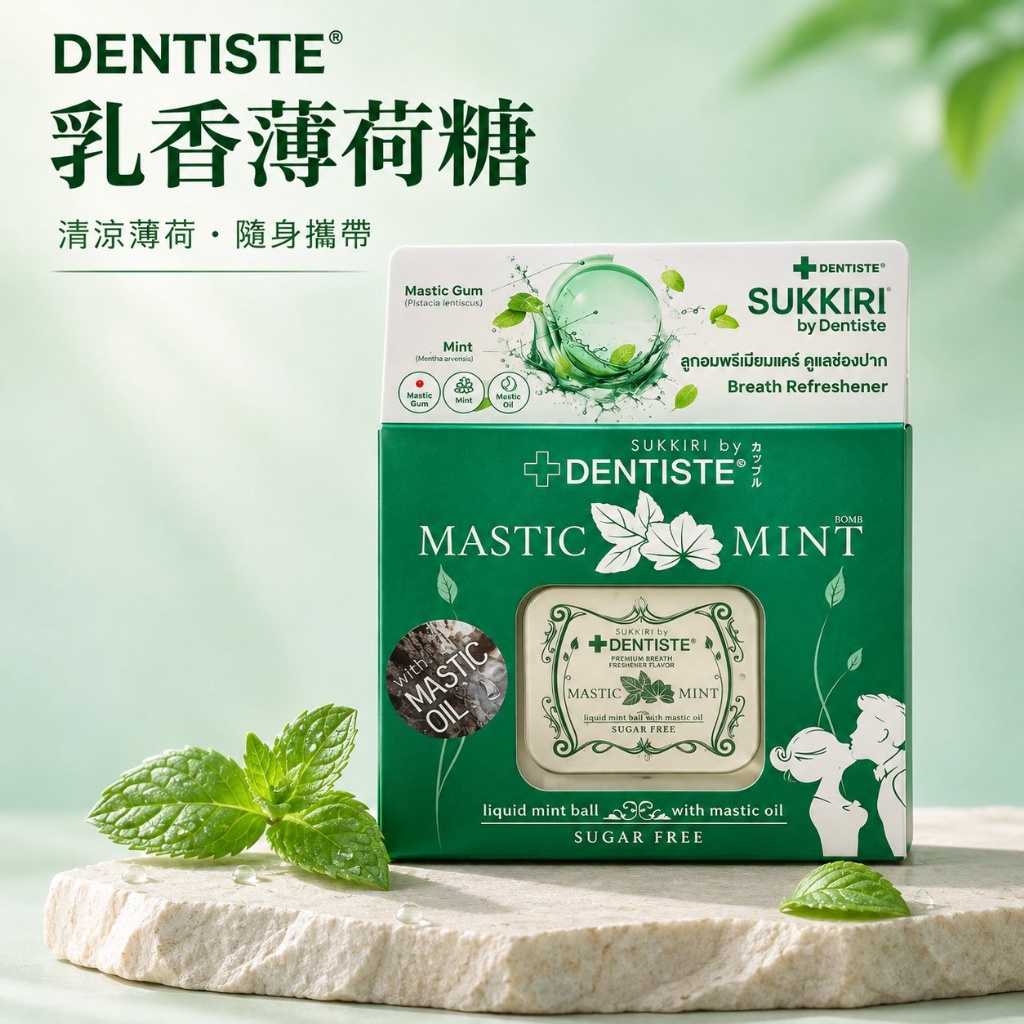 DENTISTE®
乳香薄荷糖
清涼薄荷・隨身攜帶
Mastic Gum
(Pistacia lentiscus)
Mint
(Mentha arvensis)
Mastic Gum
Mint
Mastic Oil
DENTISTE®
SUKKIRI®
by Dentiste
ลูกอมพรีเมียมแคร์ ดูแลช่องปาก
Breath Refreshener
SUKKIRI by
DENTISTE®
カップル
MASTIC MINT
BOMB
with
MASTIC
OIL
SUKKIRI by
DENTISTE®
PREMIUM BREATH
FRESHENER FLAVOR
MASTIC MINT
liquid mint ball with mastic oil
SUGAR FREE
liquid mint ball with mastic oil
SUGAR FREE